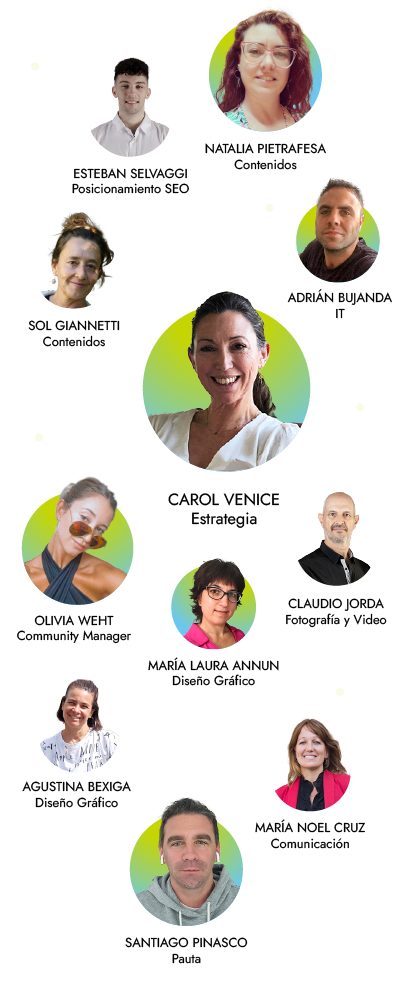 NATALIA PIETRAFESA
Contenidos
ESTEBAN SELVAGGI
Posicionamiento SEO
ADRIÁN BUJANDA
IT
SOL GIANNETTI
Contenidos
CAROL VENICE
Estrategia
CLAUDIO JORDA
Fotografía y Video
OLIVIA WEHT
Community Manager
MARÍA LAURA ANNUN
Diseño Gráfico
AGUSTINA BEXIGA
Diseño Gráfico
MARÍA NOEL CRUZ
Comunicación
SANTIAGO PINASCO
Pauta